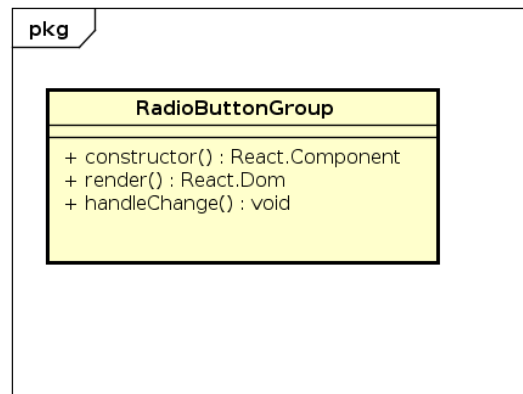 pkg
RadioButtonGroup
+ constructor() : React.Component
+ render() : React.Dom
+ handleChange() : void